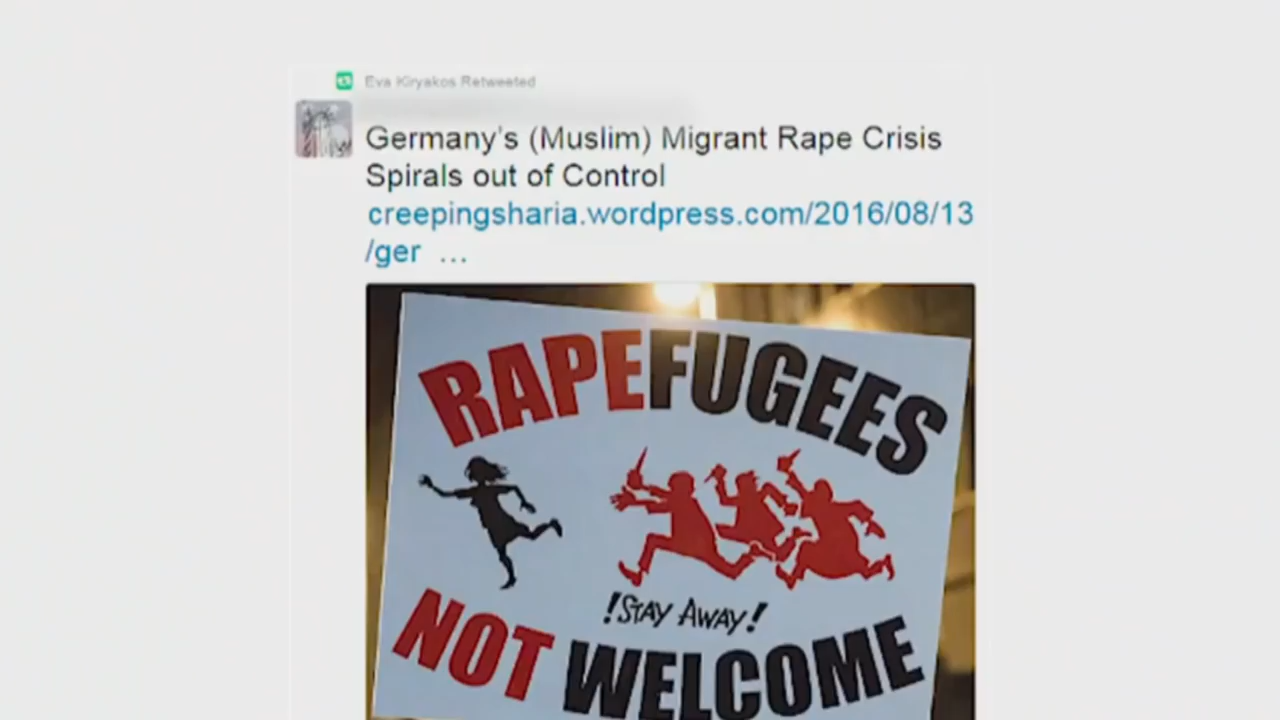 Eva Kiryakos Retweeted
Germany's (Muslim) Migrant Rape Crisis
Spirals out of Control
creepingsharia.wordpress.com/2016/08/13
/ger ...
RAPEFUGEES
!STAY AWAY!
NOT WELCOME